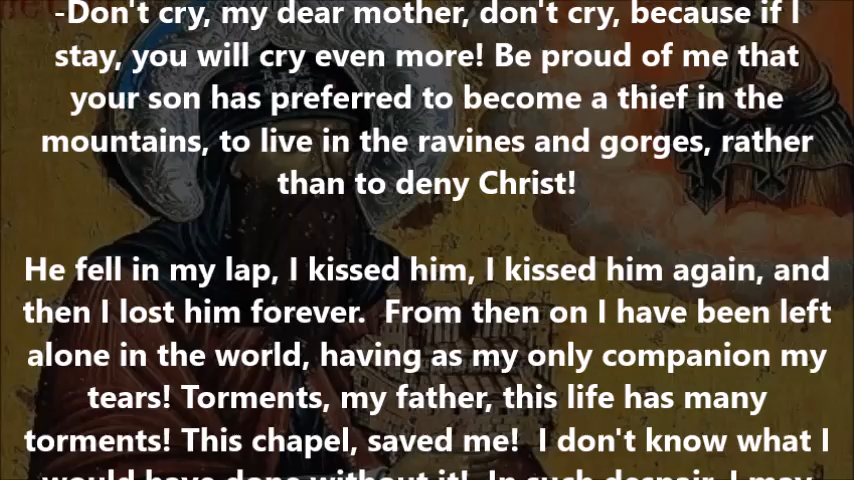 -Don't cry, my dear mother, don't cry, because if I
stay, you will cry even more! Be proud of me that
your son has preferred to become a thief in the
mountains, to live in the ravines and gorges, rather
than to deny Christ!
He fell in my lap, I kissed him, I kissed him again, and
then I lost him forever.  From then on I have been left
alone in the world, having as my only companion my
tears! Torments, my father, this life has many
torments! This chapel, saved me!  I don't know what I
would have done without it!  In such despair, I may